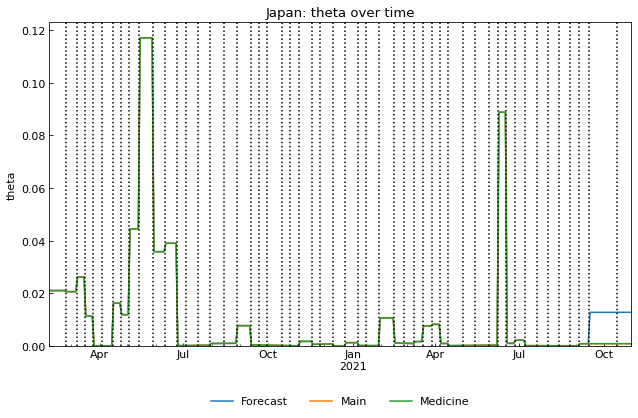 Japan: theta over time
0.12
0.10
0.08
0.06
0.04
0.02
0.00
theta
Apr Jul Oct Jan Apr Jul Oct
2021
Forecast Main Medicine